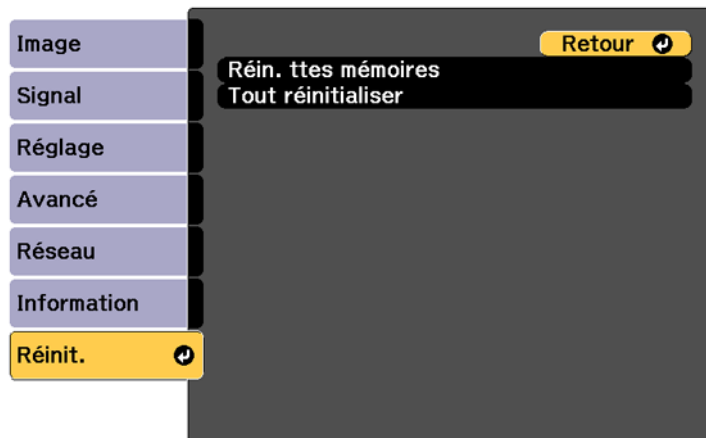 Image
Signal
Réglage
Avancé
Réseau
Information
Réinit.
Retour
Réin. ttes mémoires
Tout réinitialiser